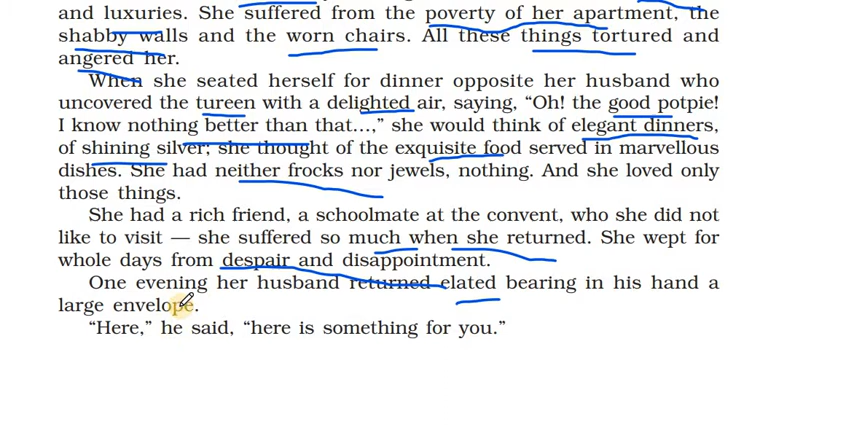 and luxuries. She suffered from the poverty of her apartment, the
shabby walls and the worn chairs. All these things tortured and
angered her.
When she seated herself for dinner opposite her husband who
uncovered the tureen with a delighted air, saying, “Oh! the good potpie!
I know nothing better than that...,” she would think of elegant dinners,
of shining silver; she thought of the exquisite food served in marvellous
dishes. She had neither frocks nor jewels, nothing. And she loved only
those things.
She had a rich friend, a schoolmate at the convent, who she did not
like to visit — she suffered so much when she returned. She wept for
whole days from despair and disappointment.
One evening her husband returned elated bearing in his hand a
large envelope.
“Here,” he said, “here is something for you.”